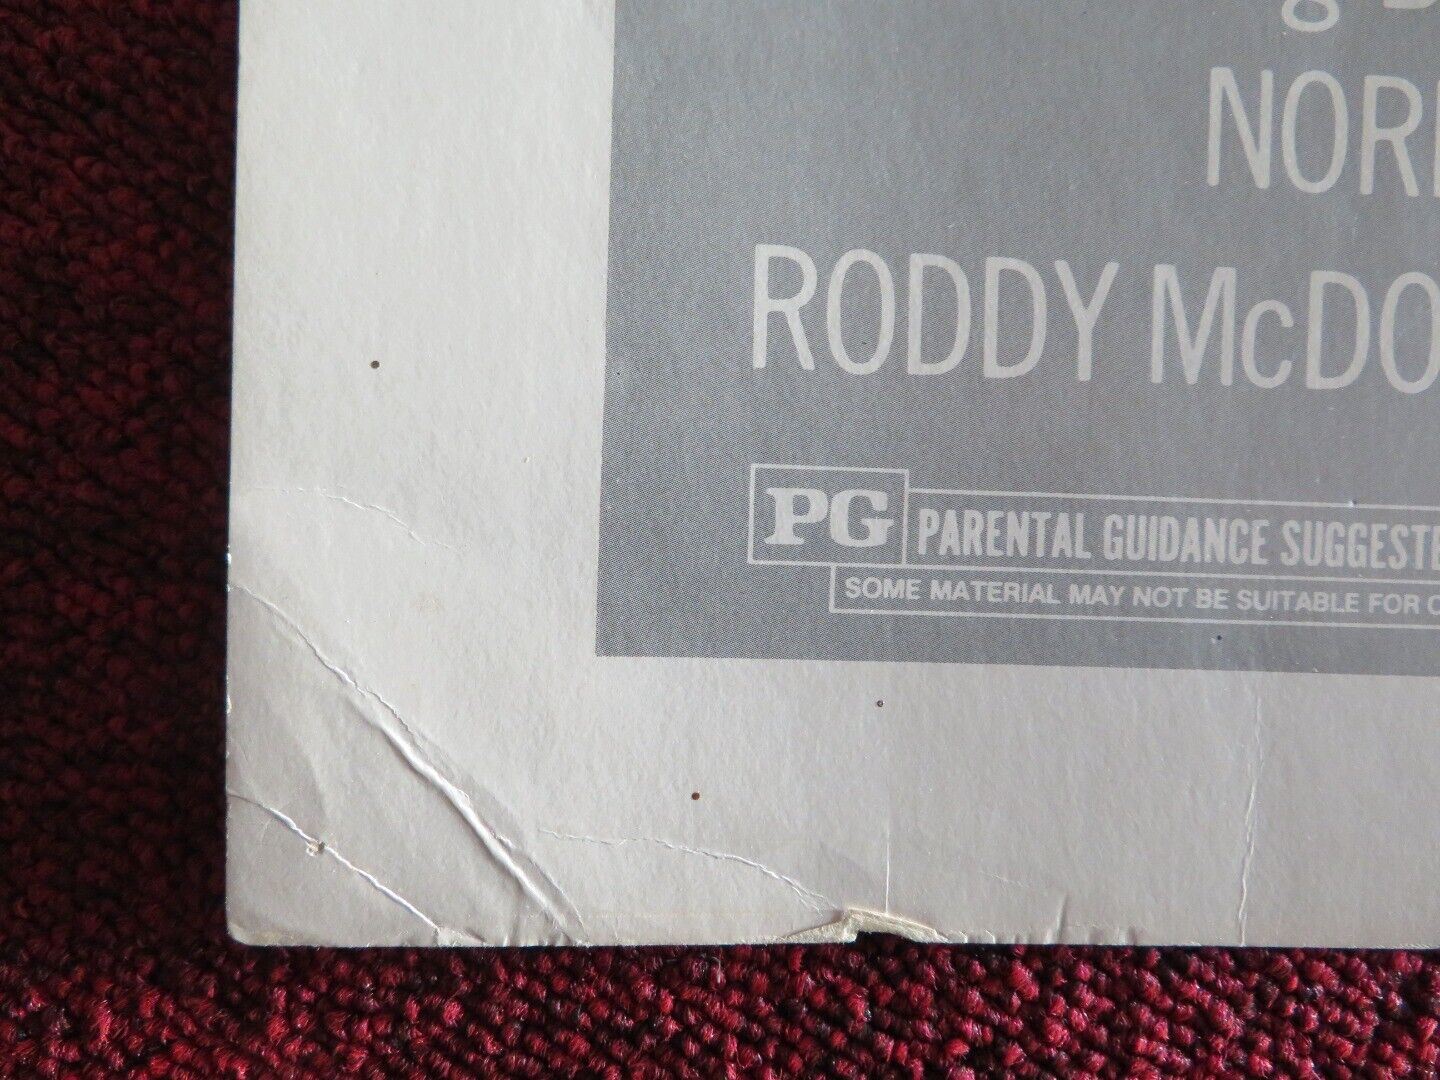 g
NOR
RODDY McDO
PG PARENTAL GUIDANCE SUGGESTE
SOME MATERIAL MAY NOT BE SUITABLE FOR C